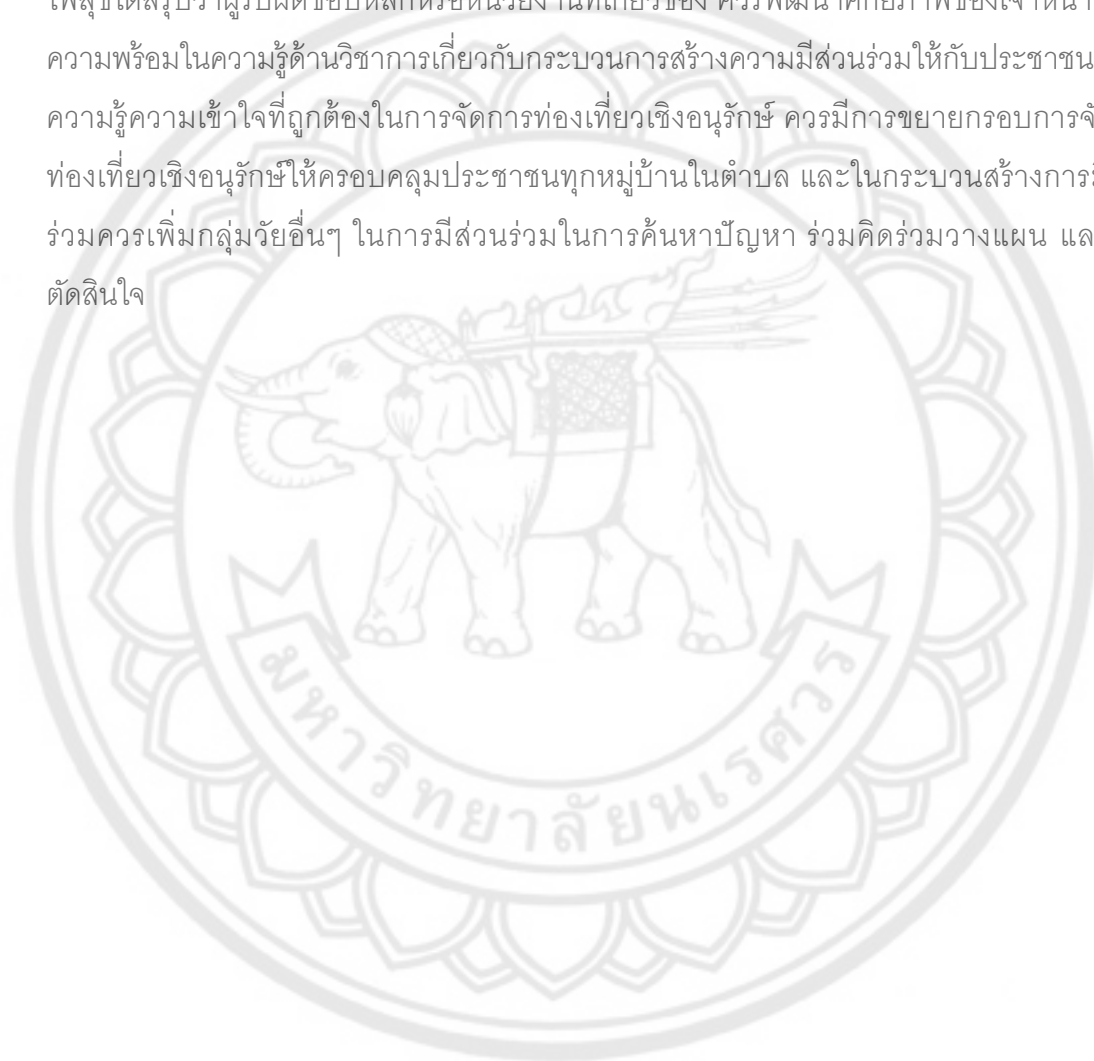 ความพร้อมในความรู้ด้านวิชาการเกี่ยวกับกระบวนการสร้างความมีส่วนร่วมให้กับประชาชน
ความรู้ความเข้าใจที่ถูกต้องในการจัดการท่องเที่ยวเชิงอนุรักษ์ ควรมีการขยายกรอบการจั
ท่องเที่ยวเชิงอนุรักษ์ให้ครอบคลุมประชาชนทุกหมู่บ้านในตำบล และในกระบวนสร้างการมี
ร่วมควรเพิ่มกลุ่มวัยอื่นๆ ในการมีส่วนร่วมในการค้นหาปัญหา ร่วมคิดร่วมวางแผน แล
ตัดสินใจ
มหาวิทยาลัยนเรศวร